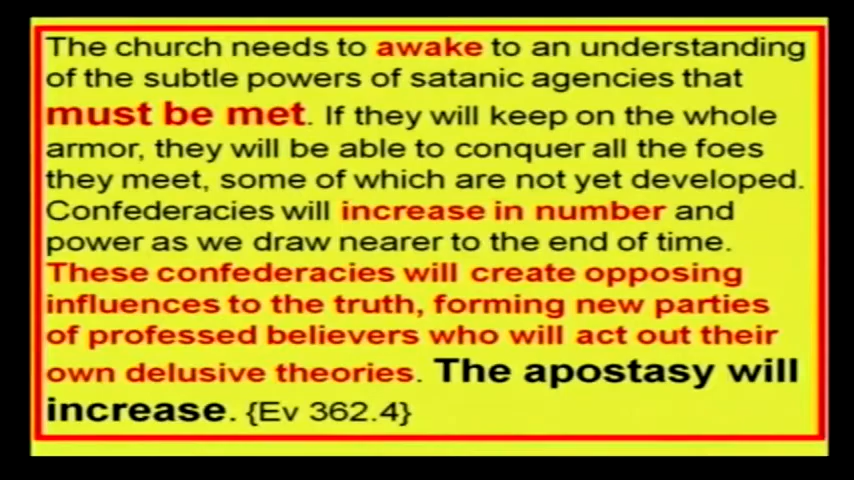 The church needs to awake to an understanding
of the subtle powers of satanic agencies that
must be met. If they will keep on the whole
armor, they will be able to conquer all the foes
they meet, some of which are not yet developed.
Confederacies will increase in number and
power as we draw nearer to the end of time.
These confederacies will create opposing
influences to the truth, forming new parties
of professed believers who will act out their
own delusive theories. The apostasy will
increase. {Ev 362.4}